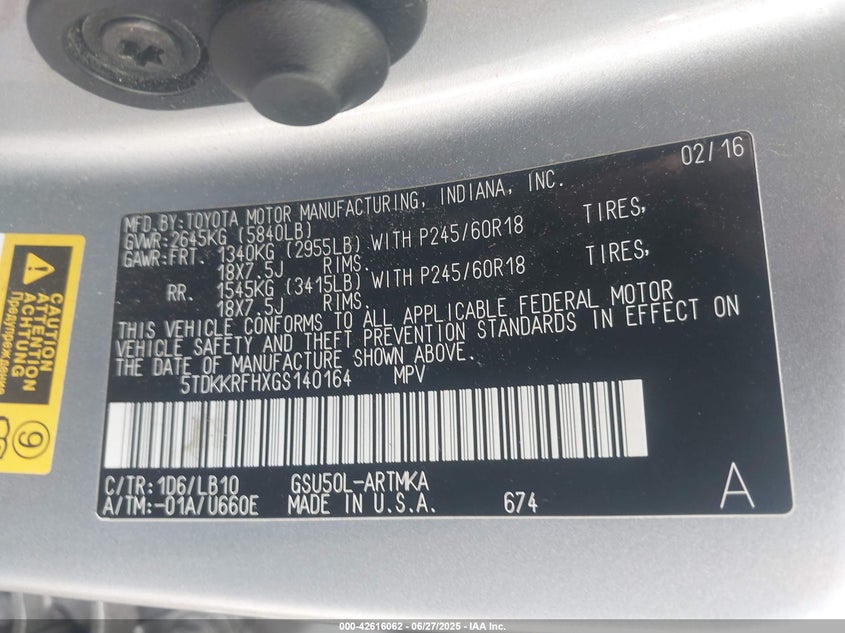 02/16
MFD.BY:TOYOTA MOTOR MANUFACTURING, INDIANA, INC.
GVWR:2645KG (5840LB)
GAWR:FRT. 1340KG (2955LB) WITH P245/60R18 TIRES,
18X7.5J RIMS.
RR. 1545KG (3415LB) WITH P245/60R18 TIRES,
18X7.5J RIMS.
THIS VEHICLE CONFORMS TO ALL APPLICABLE FEDERAL MOTOR
VEHICLE SAFETY AND THEFT PREVENTION STANDARDS IN EFFECT ON
THE DATE OF MANUFACTURE SHOWN ABOVE.
5TDKKRFHXGS140164 MPV
C/TR:1D6/LB10 GSU50L-ARTMKA
A/TM:-01A/U660E MADE IN U.S.A. 674
A
CAUTION
ATTENTION
ACHTUNG
Предупреждение
9
000-42616062 - 06/27/2025 - IAA Inc.